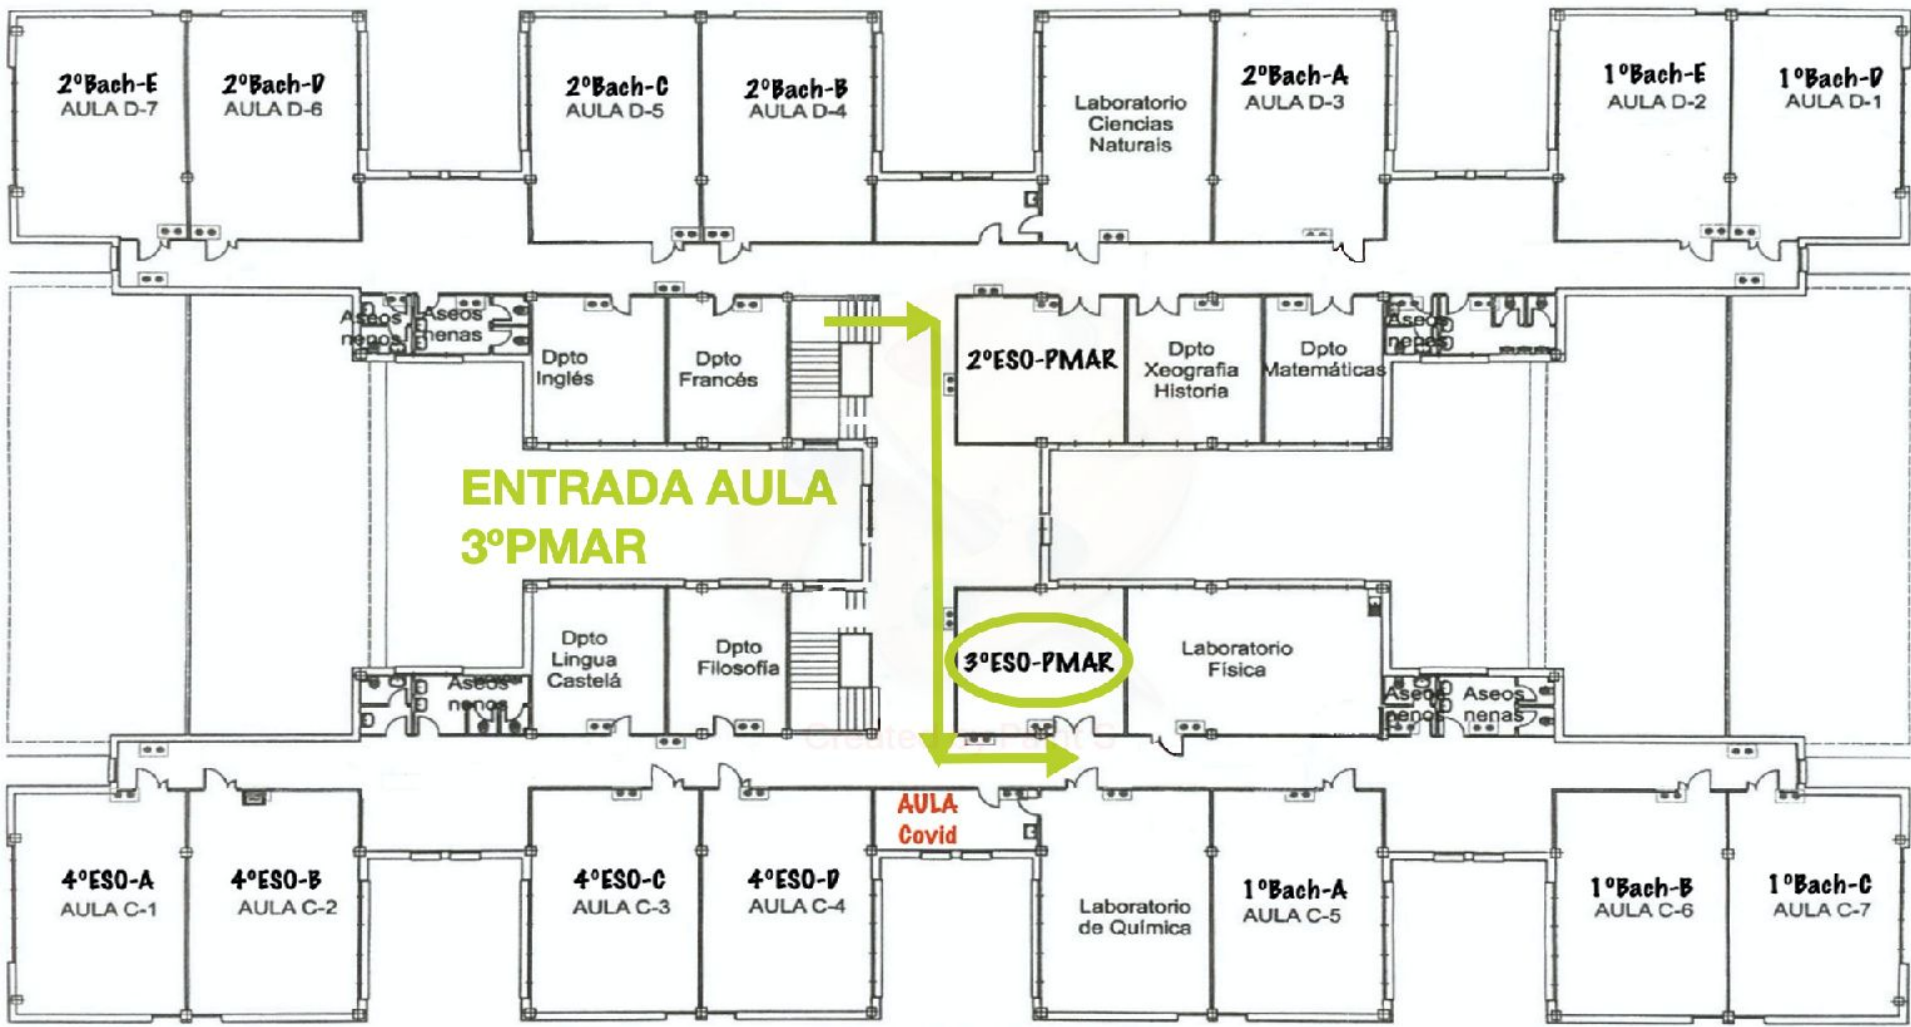 2ºBach-E
AULA D-7
2ºBach-D
AULA D-6
2ºBach-C
AULA D-5
2ºBach-B
AULA D-4
Laboratorio
Ciencias
Naturais
2ºBach-A
AULA D-3
1ºBach-E
AULA D-2
1ºBach-D
AULA D-1
Aseos
nenos
Aseos
nenas
Dpto
Inglés
Dpto
Francés
2ºESO-PMAR
Dpto
Xeografia
Historia
Dpto
Matemáticas
Aseos
nenes
ENTRADA AULA
3ºPMAR
Dpto
Lingua
Castelá
Dpto
Filosofía
3ºESO-PMAR
Laboratorio
Física
Aseos
nenos
Aseos
nenos
Aseos
nenas
AULA
Covid
4ºESO-A
AULA C-1
4ºESO-B
AULA C-2
4ºESO-C
AULA C-3
4ºESO-D
AULA C-4
Laboratorio
de Química
1ºBach-A
AULA C-5
1ºBach-B
AULA C-6
1ºBach-C
AULA C-7